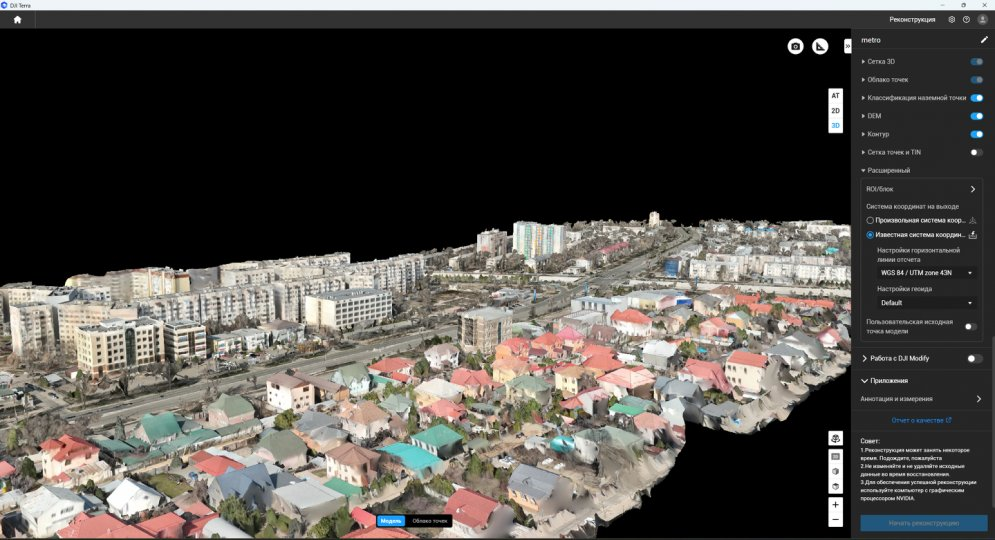 DJI Terra
Реконструкция
metro
Сетка 3D
Облако точек
Классификация наземной точки
DEM
Контур
Сетка точек и TIN
Расширенный
ROI/блок
Система координат на выходе
Произвольная система коор...
Известная система координ...
Настройки горизонтальной
линии отсчета
WGS 84 / UTM zone 43N
Настройки геоида
Default
Пользовательская исходная
точка модели
Работа с DJI Modify
Приложения
Аннотация и измерения
Отчет о качестве
Совет:
1.Реконструкция может занять некоторое
время. Подождите, пожалуйста
2.Не изменяйте и не удаляйте исходные
данные во время восстановления.
3.Для обеспечения успешной реконструкции
используйте компьютер с графическим
процессором NVIDIA.
Начать реконструкцию
AT
2D
3D
Модель
Облако точек